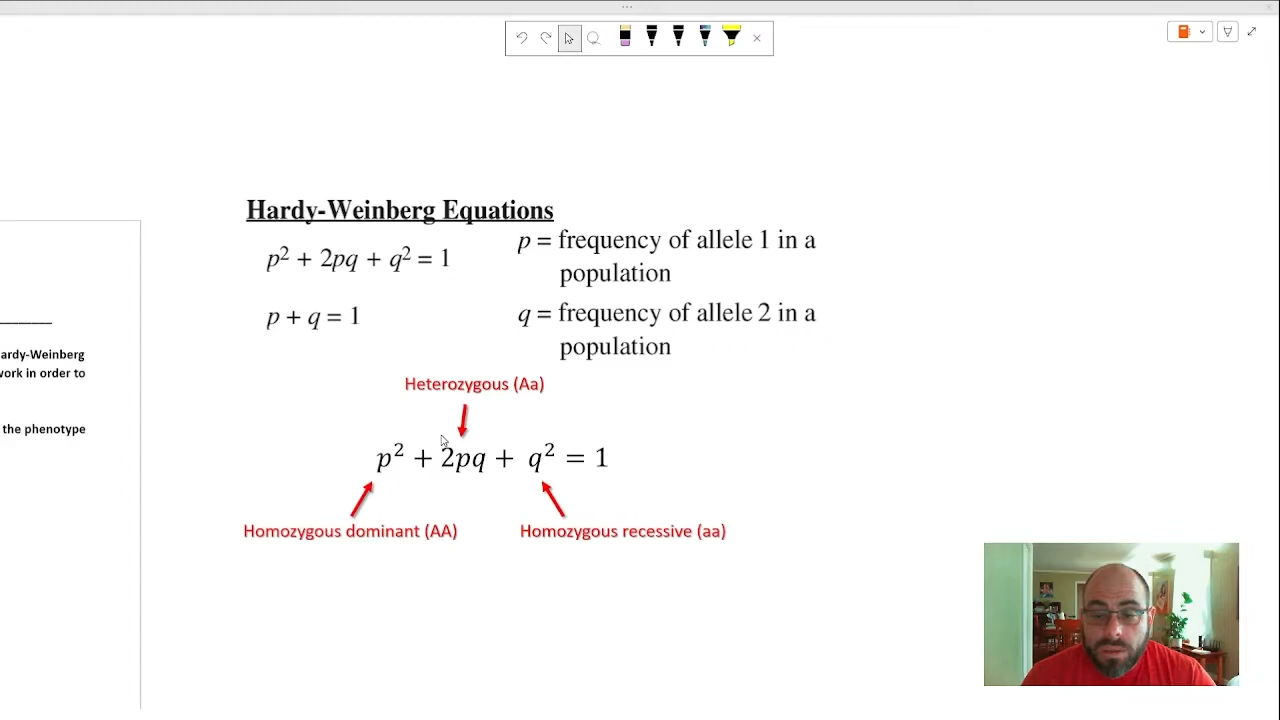 Hardy-Weinberg Equations
p² + 2pq + q² = 1
p = frequency of allele 1 in a
population
p + q = 1
q = frequency of allele 2 in a
population
ardy-Weinberg
work in order to
the phenotype
Heterozygous (Aa)
p² + 2pq + q² = 1
Homozygous dominant (AA)
Homozygous recessive (aa)